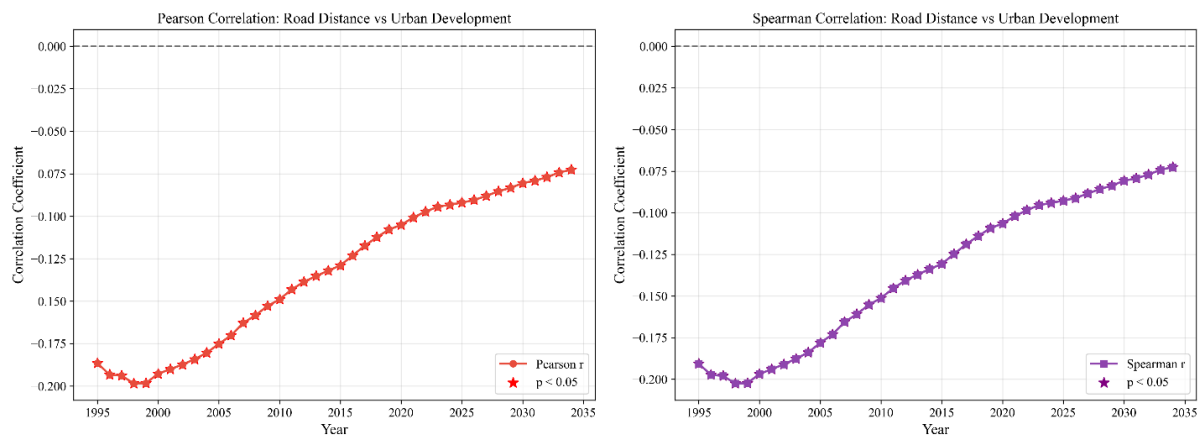 Pearson Correlation: Road Distance vs Urban Development
0.000
−0.025
−0.050
−0.075
−0.100
−0.125
−0.150
−0.175
−0.200
Correlation Coefficient
Pearson r
p < 0.05
1995 2000 2005 2010 2015 2020 2025 2030 2035
Year
Spearman Correlation: Road Distance vs Urban Development
0.000
−0.025
−0.050
−0.075
−0.100
−0.125
−0.150
−0.175
−0.200
Correlation Coefficient
Spearman r
p < 0.05
1995 2000 2005 2010 2015 2020 2025 2030 2035
Year